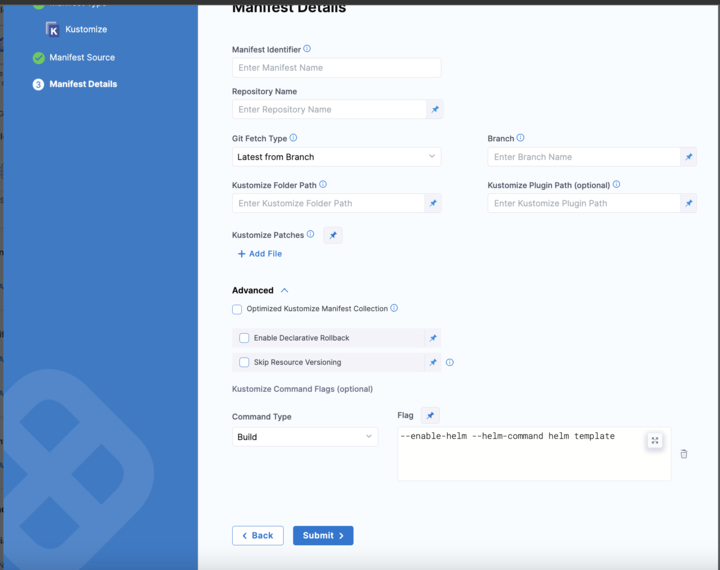 Manifest Details
Kustomize
Manifest Source
3 Manifest Details
Manifest Identifier
Enter Manifest Name
Repository Name
Enter Repository Name
Git Fetch Type
Branch
Latest from Branch
Enter Branch Name
Kustomize Folder Path
Kustomize Plugin Path (optional)
Enter Kustomize Folder Path
Enter Kustomize Plugin Path
Kustomize Patches
+ Add File
Advanced
Optimized Kustomize Manifest Collection
Enable Declarative Rollback
Skip Resource Versioning
Kustomize Command Flags (optional)
Command Type
Flag
Build
--enable-helm --helm-command helm template
Back
Submit